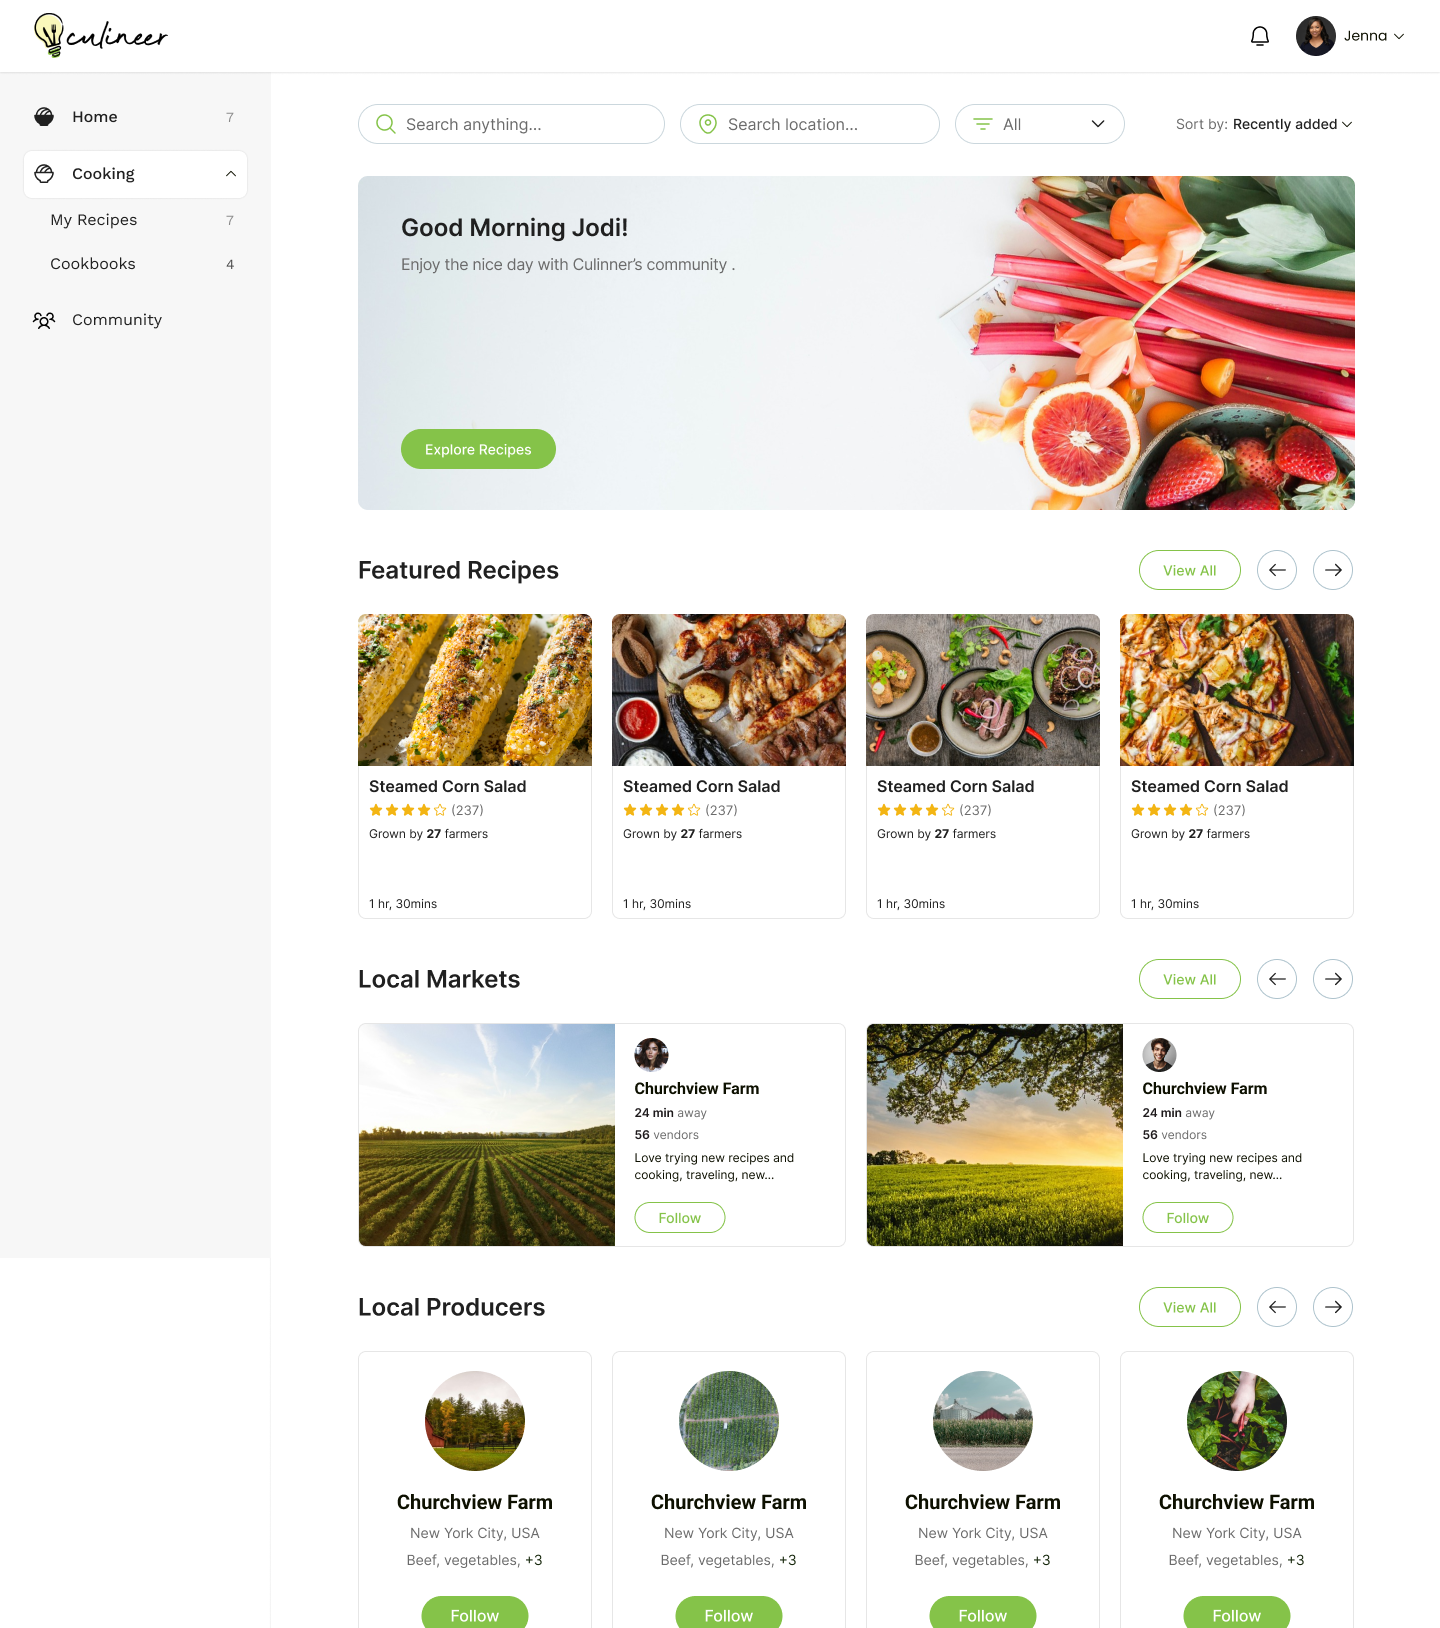 culineer
Jenna
Home 7
Cooking
My Recipes 7
Cookbooks 4
Community
Search anything...
Search location...
All
Sort by: Recently added
Good Morning Jodi!
Enjoy the nice day with Culinner's community .
Explore Recipes
Featured Recipes
View All
Steamed Corn Salad
(237)
Grown by 27 farmers
1 hr, 30mins
Steamed Corn Salad
(237)
Grown by 27 farmers
1 hr, 30mins
Steamed Corn Salad
(237)
Grown by 27 farmers
1 hr, 30mins
Steamed Corn Salad
(237)
Grown by 27 farmers
1 hr, 30mins
Local Markets
View All
Churchview Farm
24 min away
56 vendors
Love trying new recipes and
cooking, traveling, new...
Follow
Churchview Farm
24 min away
56 vendors
Love trying new recipes and
cooking, traveling, new...
Follow
Local Producers
View All
Churchview Farm
New York City, USA
Beef, vegetables, +3
Follow
Churchview Farm
New York City, USA
Beef, vegetables, +3
Follow
Churchview Farm
New York City, USA
Beef, vegetables, +3
Follow
Churchview Farm
New York City, USA
Beef, vegetables, +3
Follow